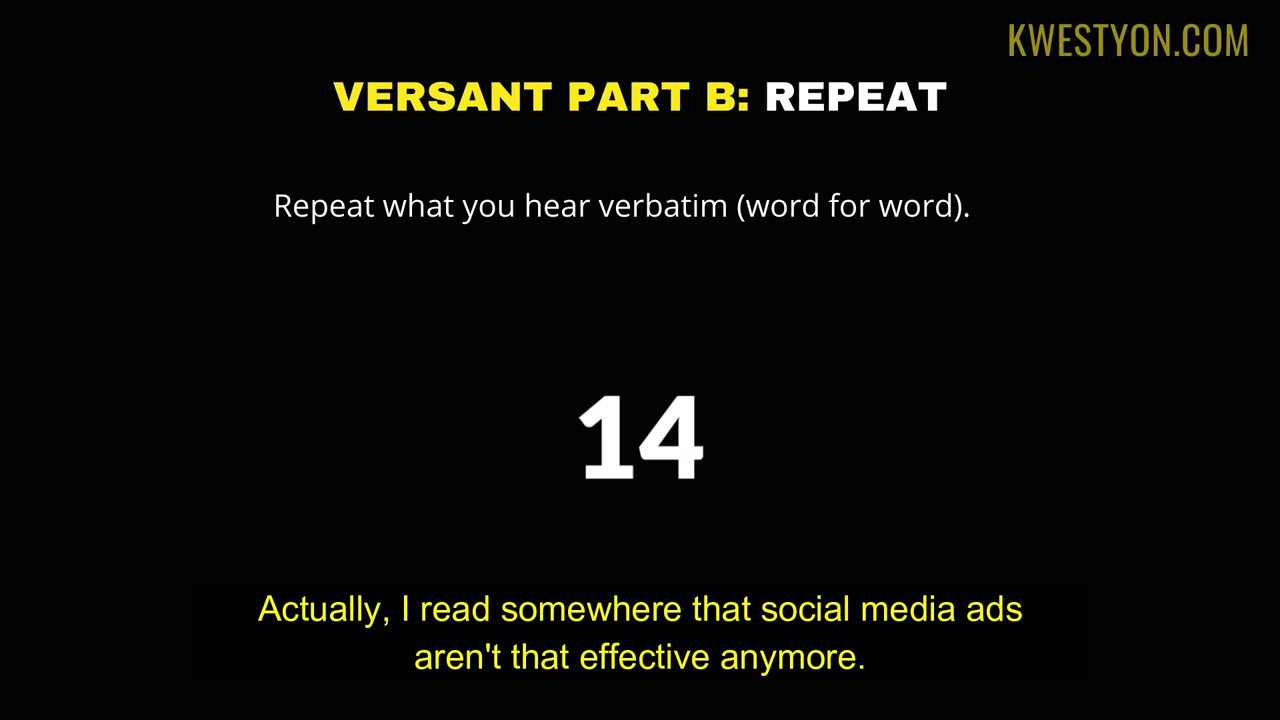 KWESTYON.COM
VERSANT PART B: REPEAT
Repeat what you hear verbatim (word for word).
14
Actually, I read somewhere that social media ads
aren't that effective anymore.